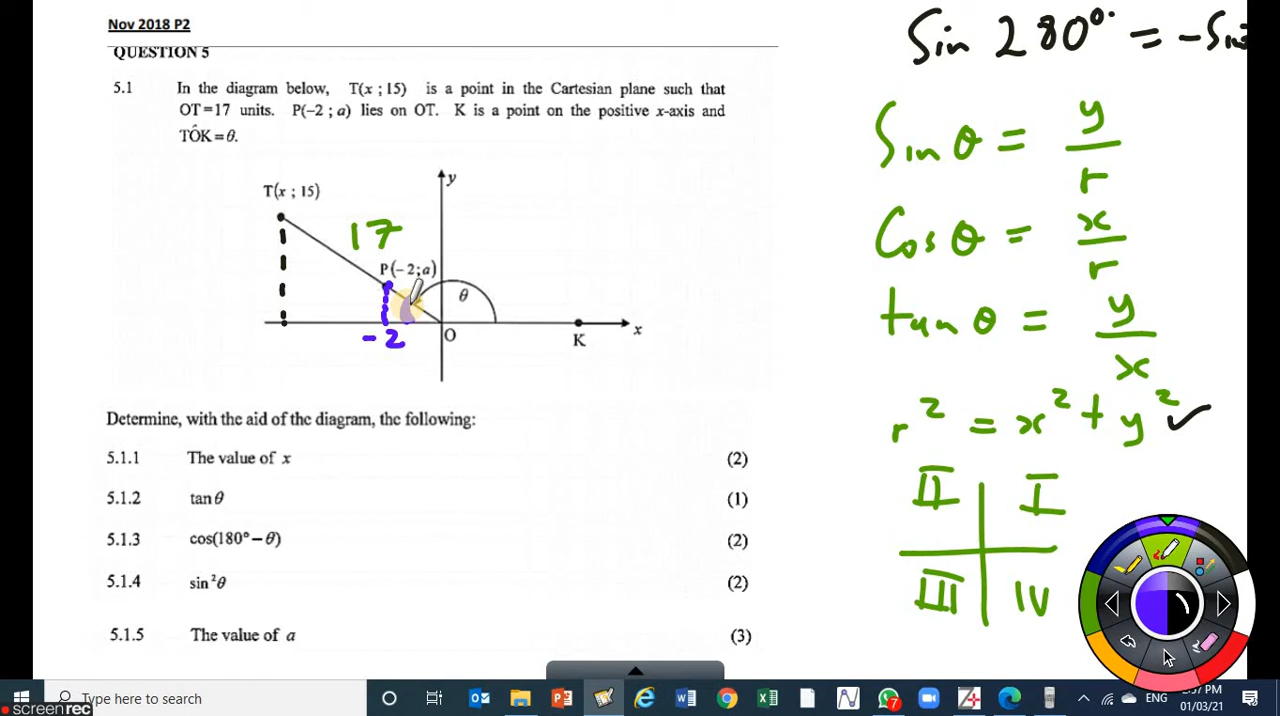 Nov 2018 P2
QUESTION 5
5.1 In the diagram below, T(x ; 15) is a point in the Cartesian plane such that
OT = 17 units. P(−2 ; a) lies on OT. K is a point on the positive x-axis and
TÔK = θ.
T(x ; 15)
y
17
P(−2;a)
θ
-2
O
K
x
Determine, with the aid of the diagram, the following:
5.1.1 The value of x (2)
5.1.2 tan θ (1)
5.1.3 cos(180° − θ) (2)
5.1.4 sin²θ (2)
5.1.5 The value of a (3)
Sin 280° = -Sin
Sin θ = y/r
Cos θ = x/r
tan θ = y/x
r² = x² + y² ✓
II I
III IV
Type here to search
ENG
01/03/21
screenrec
7